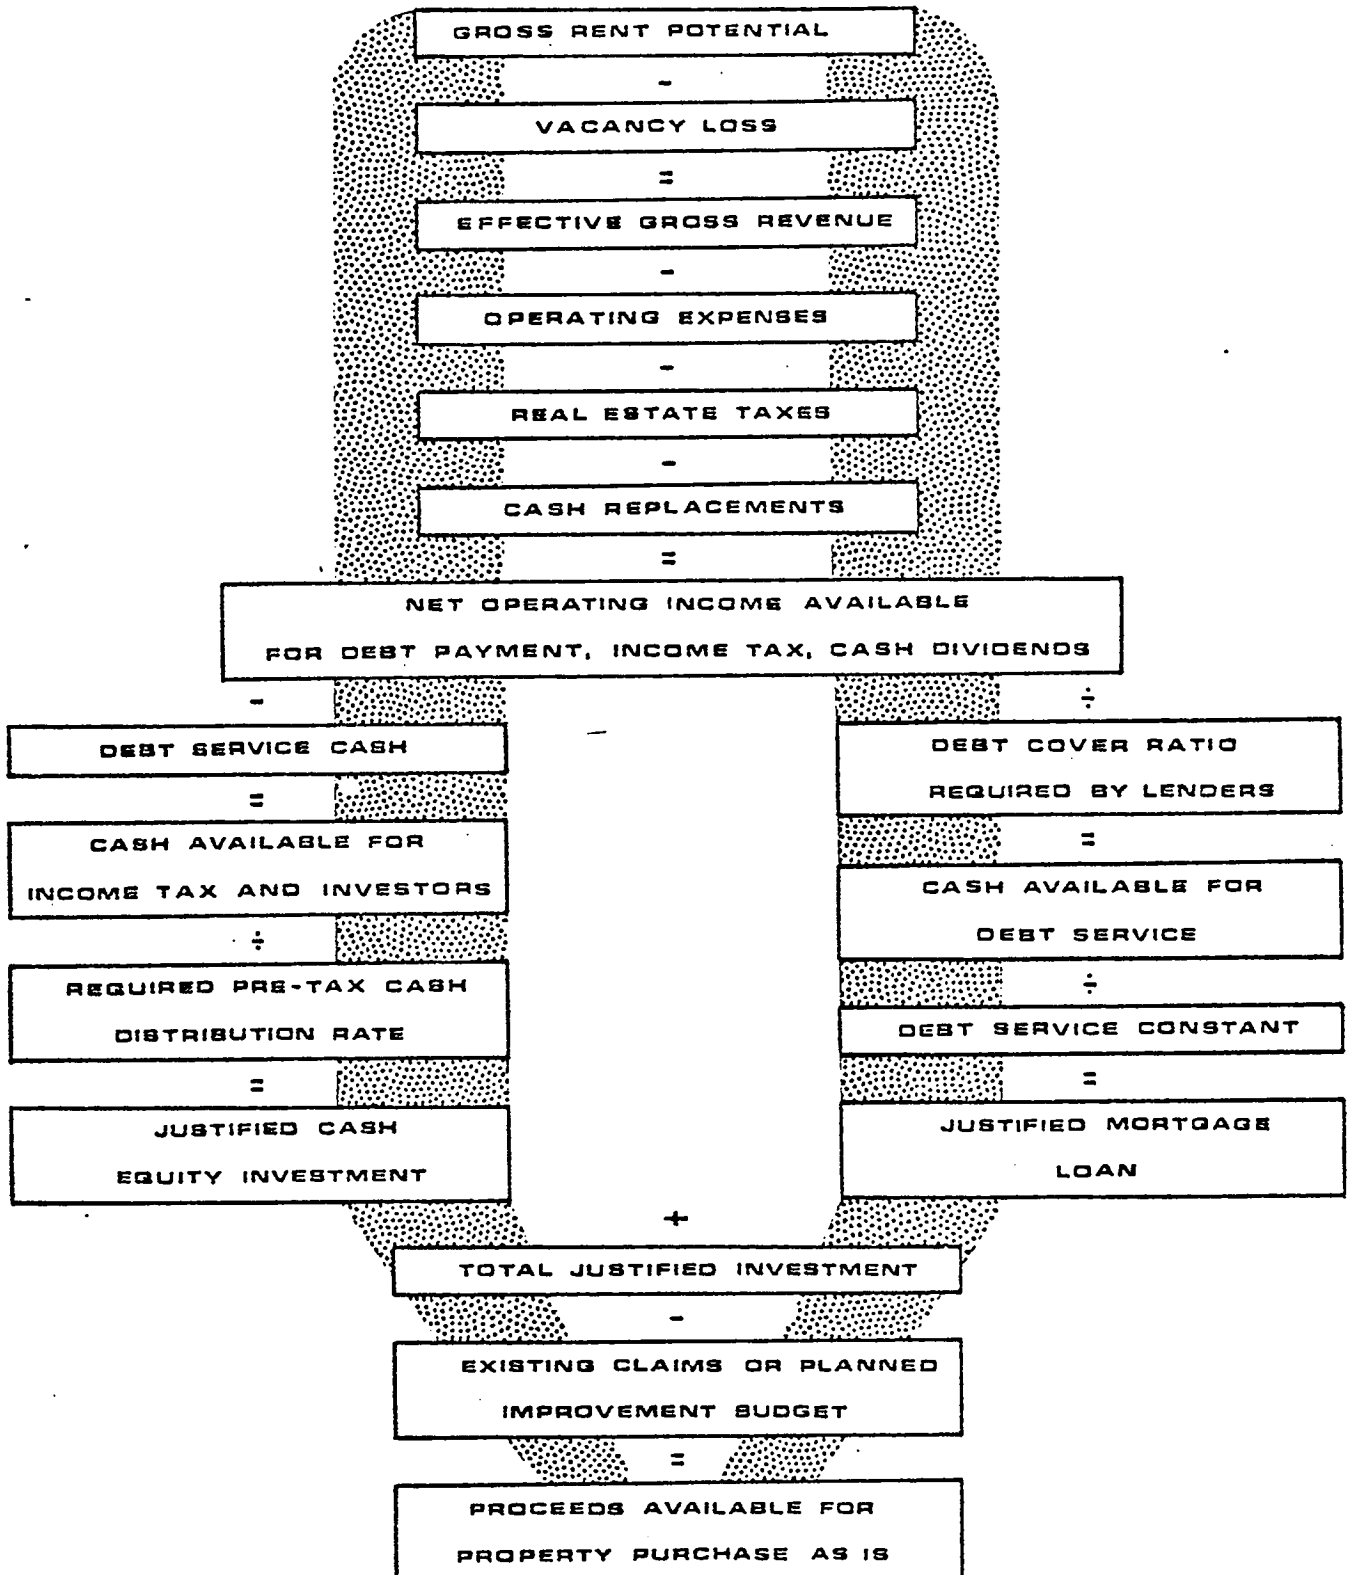 GROSS RENT POTENTIAL
-
VACANCY LOSS
=
EFFECTIVE GROSS REVENUE
-
OPERATING EXPENSES
-
REAL ESTATE TAXES
-
CASH REPLACEMENTS
=
NET OPERATING INCOME AVAILABLE
FOR DEBT PAYMENT, INCOME TAX, CASH DIVIDENDS
-
DEBT SERVICE CASH
=
CASH AVAILABLE FOR
INCOME TAX AND INVESTORS
÷
REQUIRED PRE-TAX CASH
DISTRIBUTION RATE
=
JUSTIFIED CASH
EQUITY INVESTMENT
÷
DEBT COVER RATIO
REQUIRED BY LENDERS
=
CASH AVAILABLE FOR
DEBT SERVICE
÷
DEBT SERVICE CONSTANT
=
JUSTIFIED MORTGAGE
LOAN
+
TOTAL JUSTIFIED INVESTMENT
-
EXISTING CLAIMS OR PLANNED
IMPROVEMENT BUDGET
=
PROCEEDS AVAILABLE FOR
PROPERTY PURCHASE AS IS